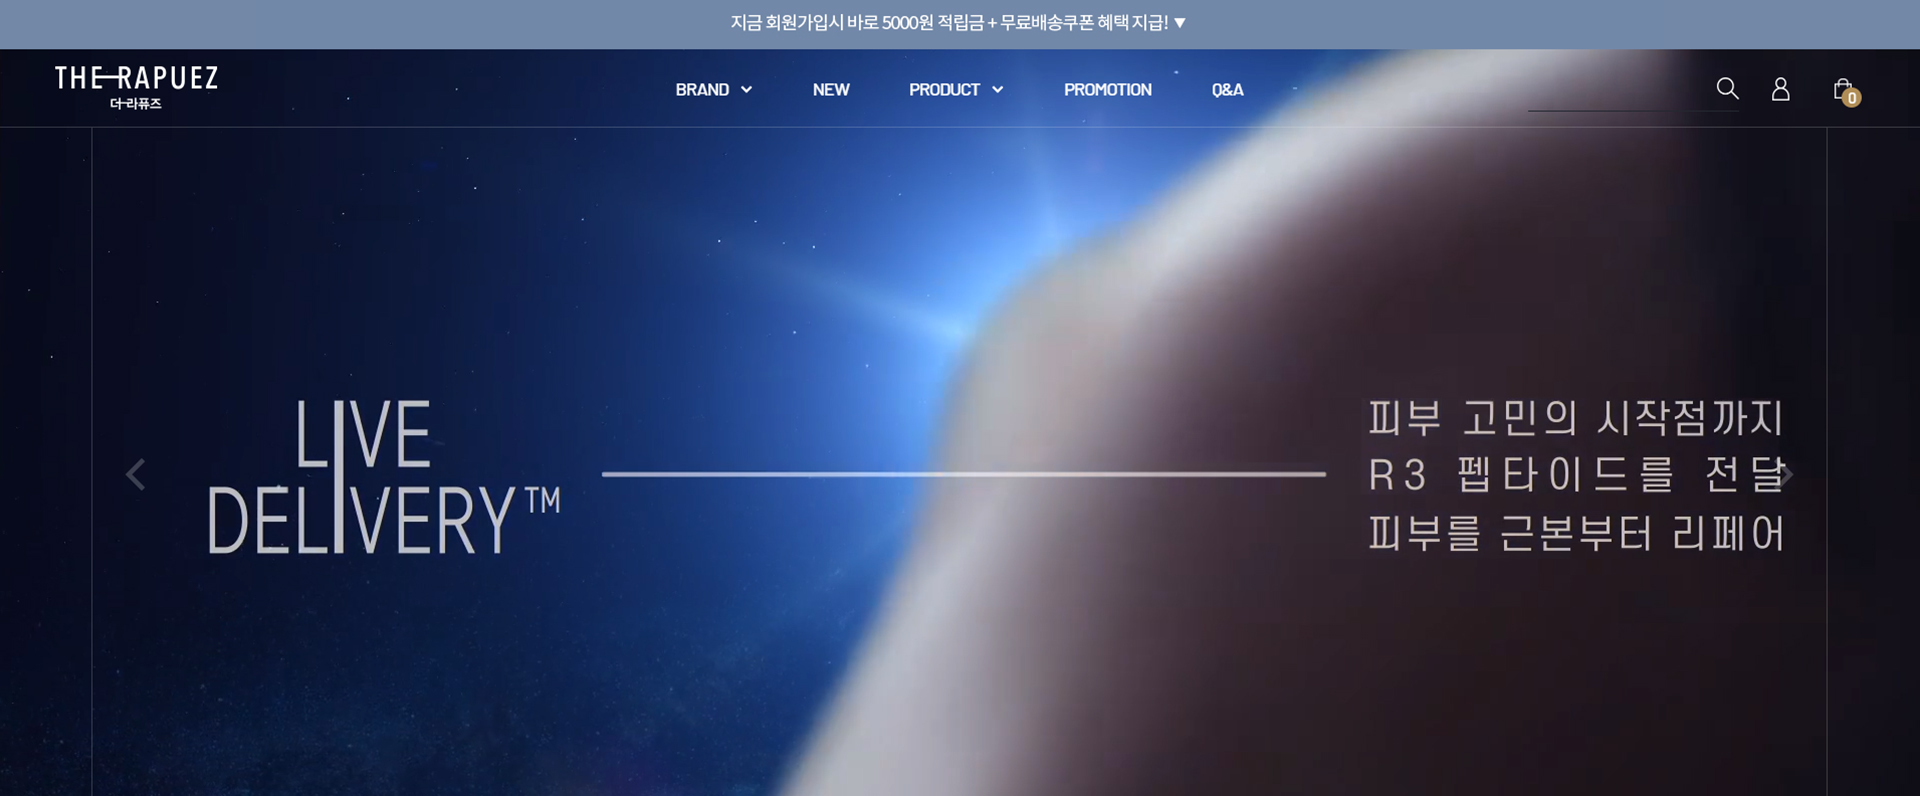 지금 회원가입시 바로 5000원 적립금 + 무료배송쿠폰 혜택 지급! ▼
THE RAPUEZ
더-라퓨즈
BRAND
NEW
PRODUCT
PROMOTION
Q&A
0
LIVE
DELIVERY™
피부 고민의 시작점까지
R3 펩타이드를 전달
피부를 근본부터 리페어